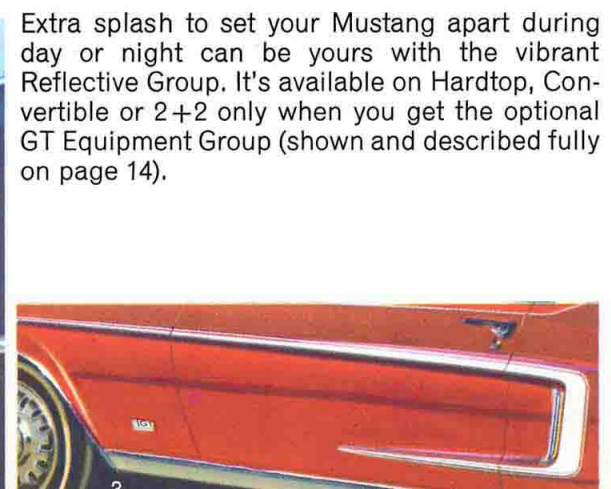 Extra splash to set your Mustang apart during
day or night can be yours with the vibrant
Reflective Group. It's available on Hardtop, Con-
vertible or 2+2 only when you get the optional
GT Equipment Group (shown and described fully
on page 14).
GT
2